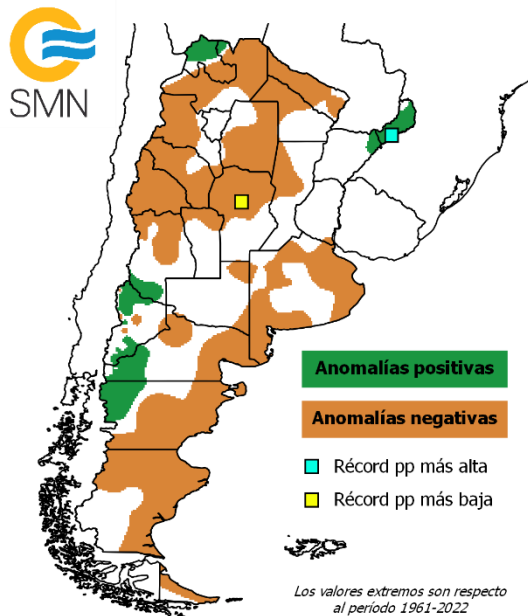 SMN
Anomalías positivas
Anomalías negativas
Récord pp más alta
Récord pp más baja
Los valores extremos son respecto
al período 1961-2022